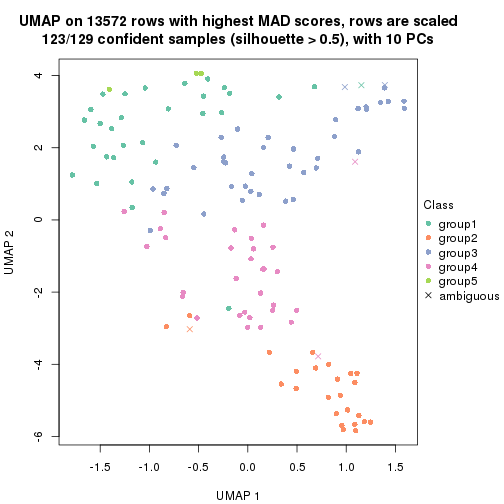 UMAP on 13572 rows with highest MAD scores, rows are scaled
123/129 confident samples (silhouette > 0.5), with 10 PCs
4
2
0
-2
-4
-6
UMAP 2
-1.5 -1.0 -0.5 0.0 0.5 1.0 1.5
UMAP 1
Class
group1
group2
group3
group4
group5
ambiguous